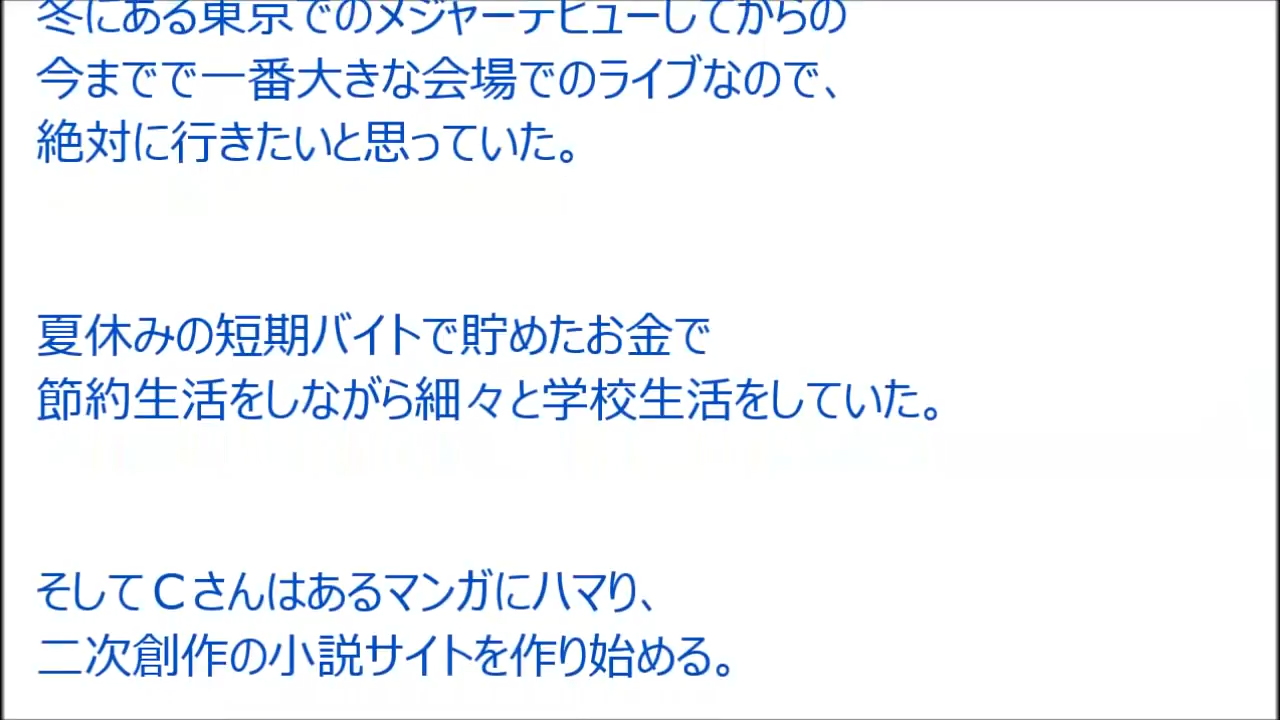 冬にある東京でのメジャーデビューしてからの
今までで一番大きな会場でのライブなので、
絶対に行きたいと思っていた。
夏休みの短期バイトで貯めたお金で
節約生活をしながら細々と学校生活をしていた。
そしてＣさんはあるマンガにハマり、
二次創作の小説サイトを作り始める。